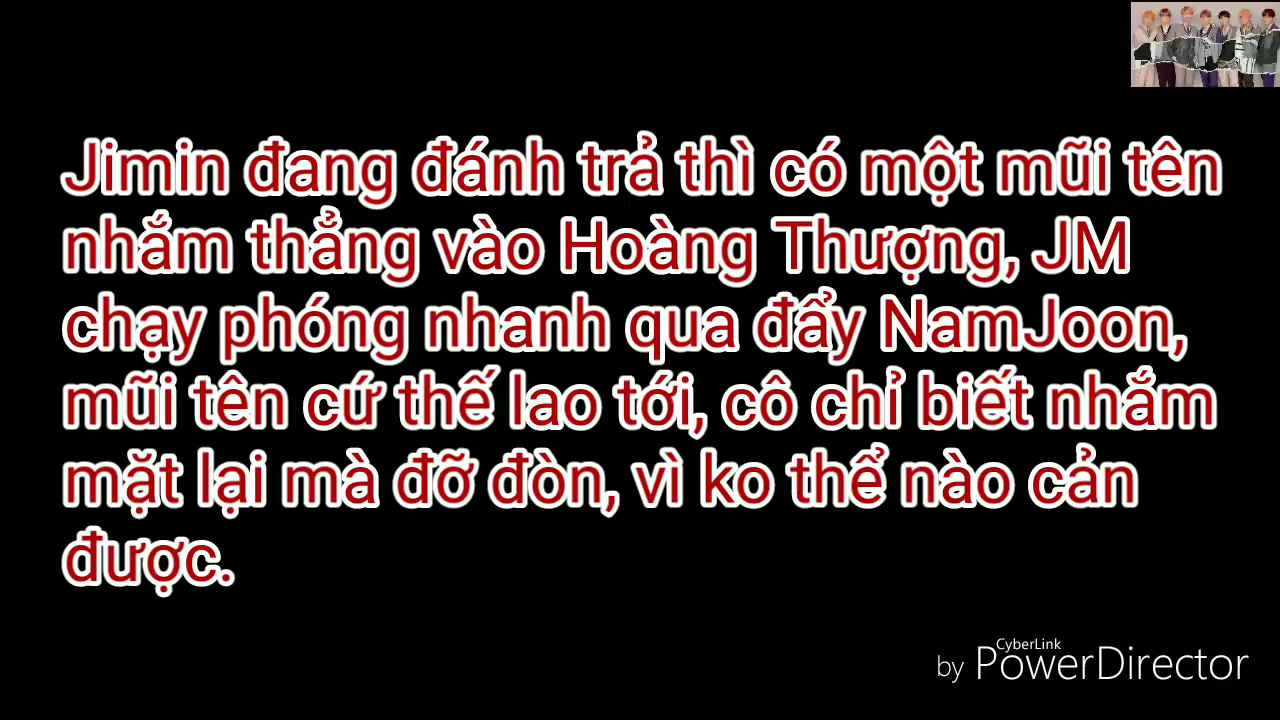 Jimin đang đánh trả thì có một mũi tên
nhắm thẳng vào Hoàng Thượng, JM
chạy phóng nhanh qua đẩy NamJoon,
mũi tên cứ thế lao tới, cô chỉ biết nhắm
mặt lại mà đỡ đòn, vì ko thể nào cản
được.
CyberLink
by PowerDirector